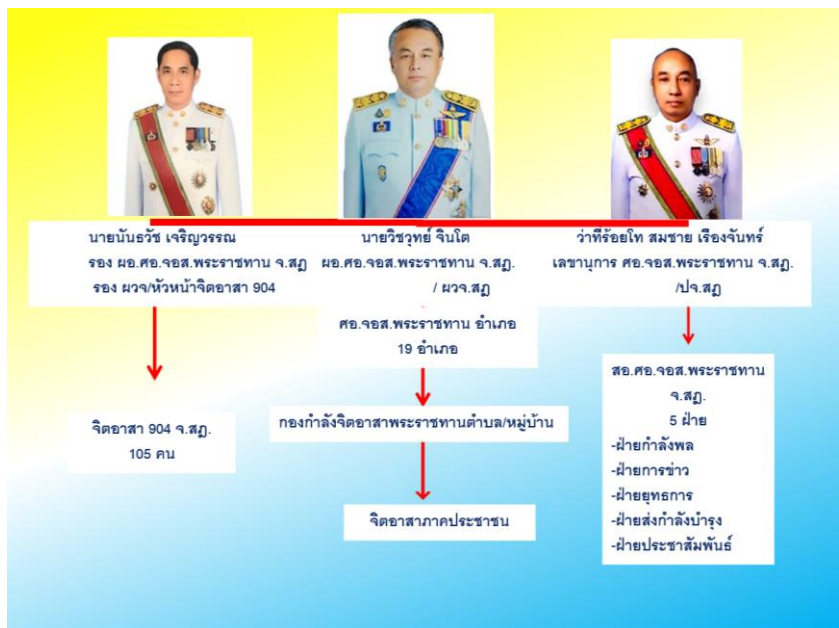 นายนันธวัช เจริญวรรณ
รอง ผอ.ศอ.จอส.พระราชทาน จ.สฎ
รอง ผวจ/หัวหน้าจิตอาสา 904
นายวิชวุทย์ จินโต
ผอ.ศอ.จอส.พระราชทาน จ.สฎ.
/ ผวจ.สฎ
ว่าที่ร้อยโท สมชาย เรืองจันทร์
เลขานุการ ศอ.จอส.พระราชทาน จ.สฎ.
/ปจ.สฎ
ศอ.จอส.พระราชทาน อำเภอ
19 อำเภอ
จิตอาสา 904 จ.สฎ.
105 คน
กองกำลังจิตอาสาพระราชทานตำบล/หมู่บ้าน
จิตอาสาภาคประชาชน
สอ.ศอ.จอส.พระราชทาน
จ.สฎ.
5 ฝ่าย
-ฝ่ายกำลังพล
-ฝ่ายการข่าว
-ฝ่ายยุทธการ
-ฝ่ายส่งกำลังบำรุง
-ฝ่ายประชาสัมพันธ์